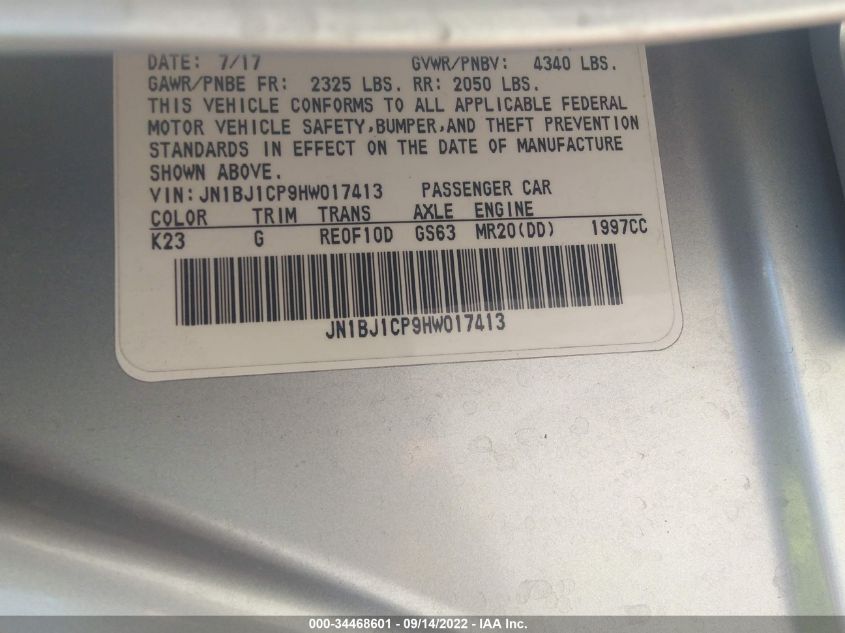 DATE: 7/17 GVWR/PNBV: 4340 LBS.
GAWR/PNBE FR: 2325 LBS. RR: 2050 LBS.
THIS VEHICLE CONFORMS TO ALL APPLICABLE FEDERAL
MOTOR VEHICLE SAFETY,BUMPER,AND THEFT PREVENTION
STANDARDS IN EFFECT ON THE DATE OF MANUFACTURE
SHOWN ABOVE.
VIN:JN1BJ1CP9HW017413 PASSENGER CAR
COLOR TRIM TRANS AXLE ENGINE
K23 G RE0F10D GS63 MR20(DD) 1997CC
JN1BJ1CP9HW017413
000-34468601 - 09/14/2022 - IAA Inc.